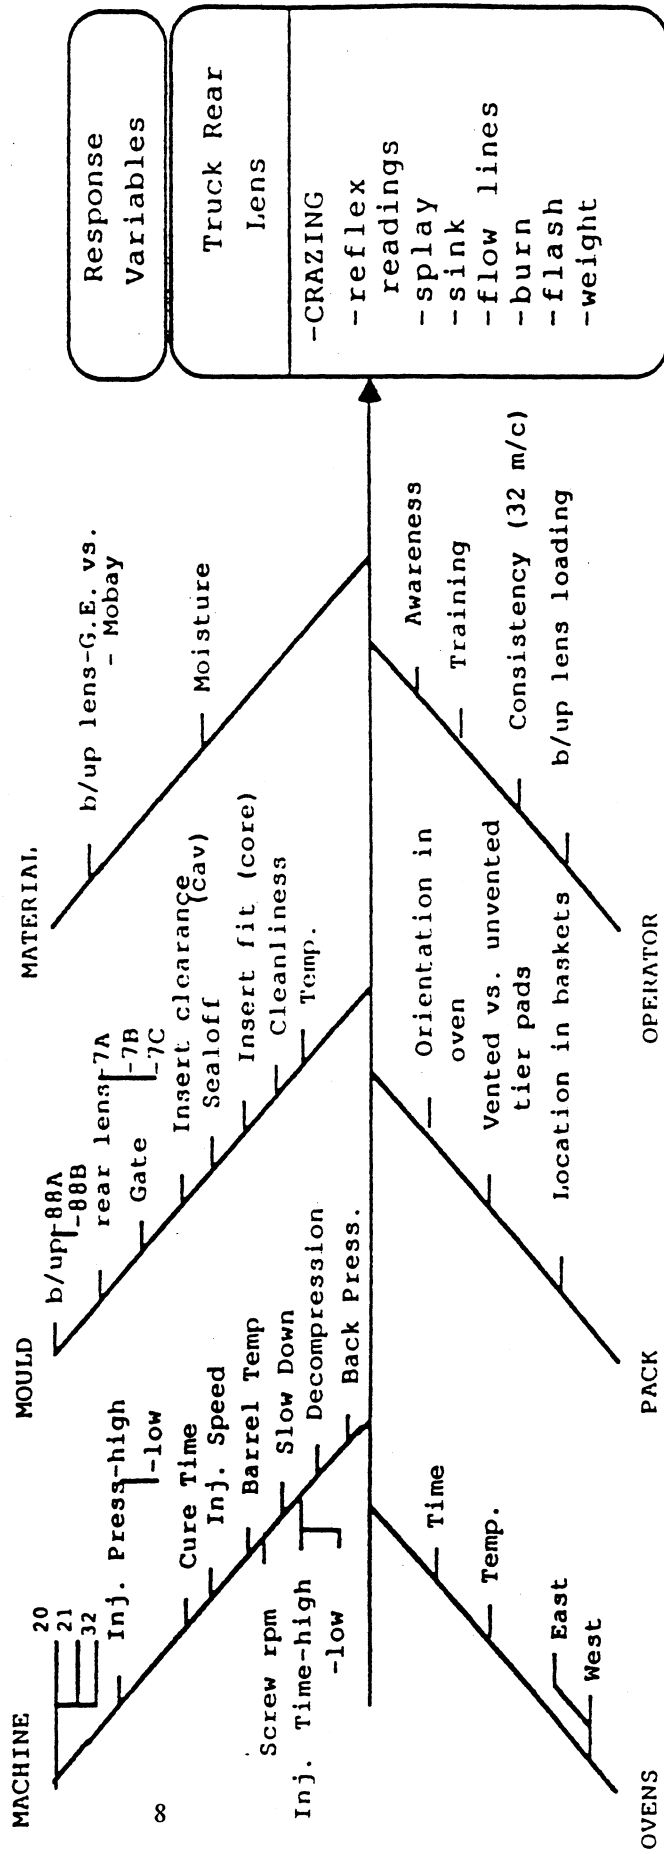 MACHINE
20
21
32
Inj. Press-high
-low
Cure Time
Inj. Speed
Barrel Temp
Slow Down
Decompression
Back Press.
Screw rpm
Inj. Time-high
-low
MOULD
b/up-88A
-88B
rear lens-7A
-7B
-7C
Gate
Insert clearance
(cav)
Sealoff
Insert fit (core)
Cleanliness
Temp.
MATERIAL
b/up lens-G.E. vs.
- Mobay
Moisture
Response
Variables
Truck Rear
Lens
-CRAZING
-reflex
readings
-splay
-sink
-flow lines
-burn
-flash
-weight
OVENS
Time
Temp.
East
West
PACK
Orientation in
oven
Vented vs. unvented
tier pads
Location in baskets
OPERATOR
Awareness
Training
Consistency (32 m/c)
b/up lens loading
8